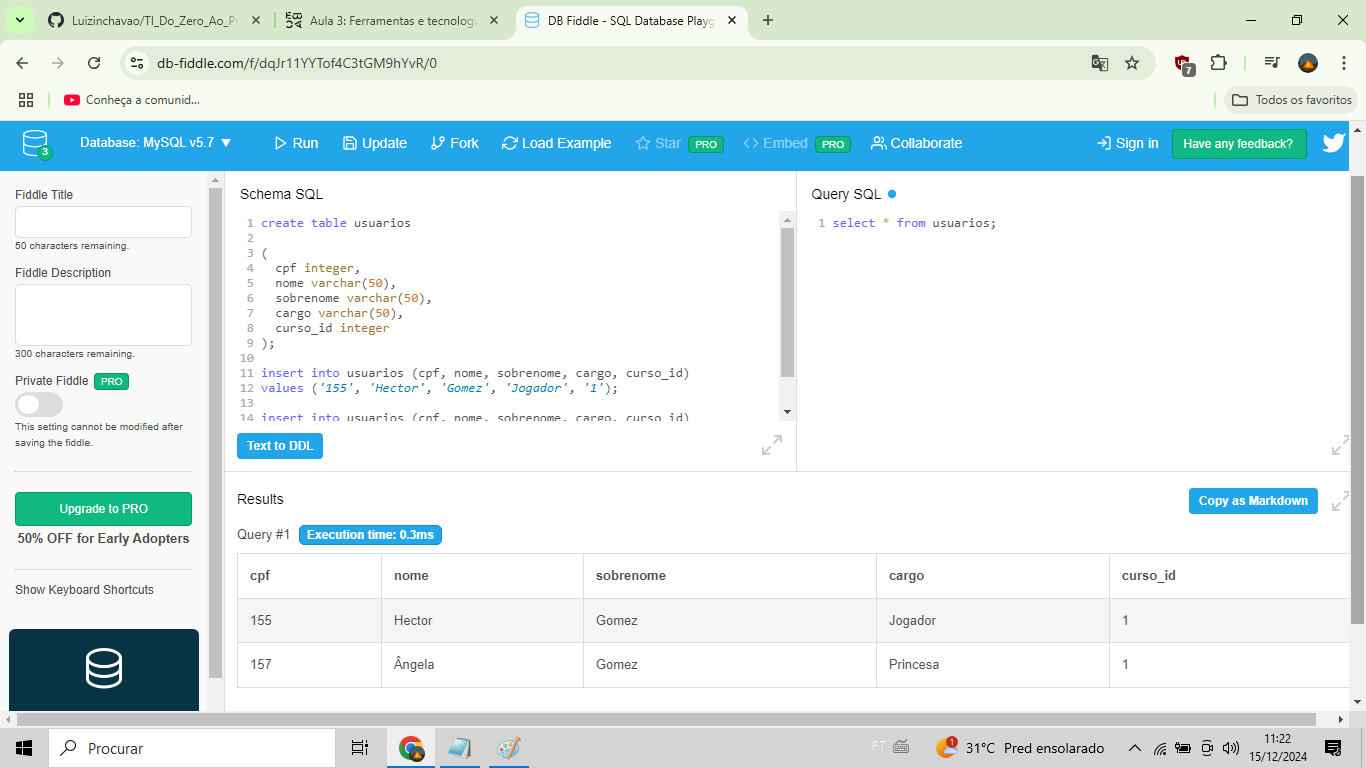 Luizinchavao/TI_Do_Zero_Ao_Pr
Aula 3: Ferramentas e tecnologi
DB Fiddle - SQL Database Playg
db-fiddle.com/f/dqJr11YYTof4C3tGM9hYvR/0
7
Conheça a comunid...
Todos os favoritos
3
Database: MySQL v5.7
Run
Update
Fork
Load Example
Star PRO
Embed PRO
Collaborate
Sign in
Have any feedback?
Fiddle Title
50 characters remaining.
Fiddle Description
300 characters remaining.
Private Fiddle PRO
This setting cannot be modified after
saving the fiddle.
Upgrade to PRO
50% OFF for Early Adopters
Show Keyboard Shortcuts
Schema SQL
1 create table usuarios
2
3 (
4 cpf integer,
5 nome varchar(50),
6 sobrenome varchar(50),
7 cargo varchar(50),
8 curso_id integer
9 );
10
11 insert into usuarios (cpf, nome, sobrenome, cargo, curso_id)
12 values ('155', 'Hector', 'Gomez', 'Jogador', '1');
13
14 insert into usuarios (cpf, nome, sobrenome, cargo, curso_id)
Text to DDL
Query SQL
1 select * from usuarios;
Results
Copy as Markdown
Query #1 Execution time: 0.3ms
cpf nome sobrenome cargo curso_id
155 Hector Gomez Jogador 1
157 Ângela Gomez Princesa 1
Procurar
PT
1
31°C Pred ensolarado
11:22
15/12/2024